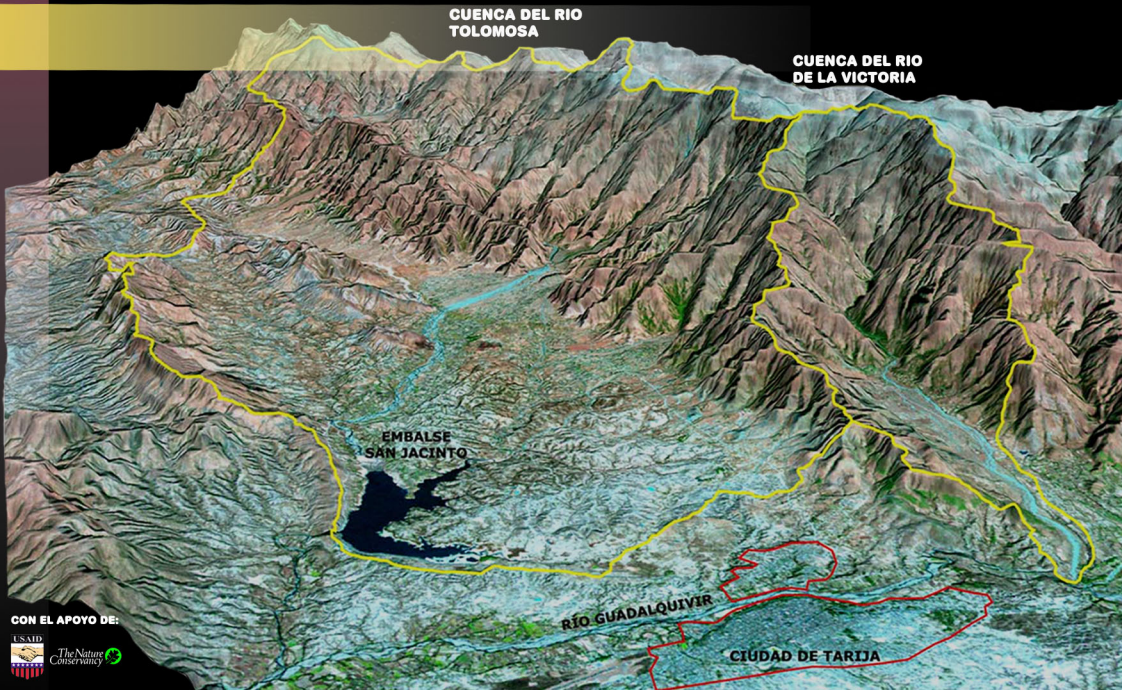 CUENCA DEL RIO
TOLOMOSA
CUENCA DEL RIO
DE LA VICTORIA
EMBALSE
SAN JACINTO
RÍO GUADALQUIVIR
CIUDAD DE TARIJA
CON EL APOYO DE:
USAID
The Nature
Conservancy